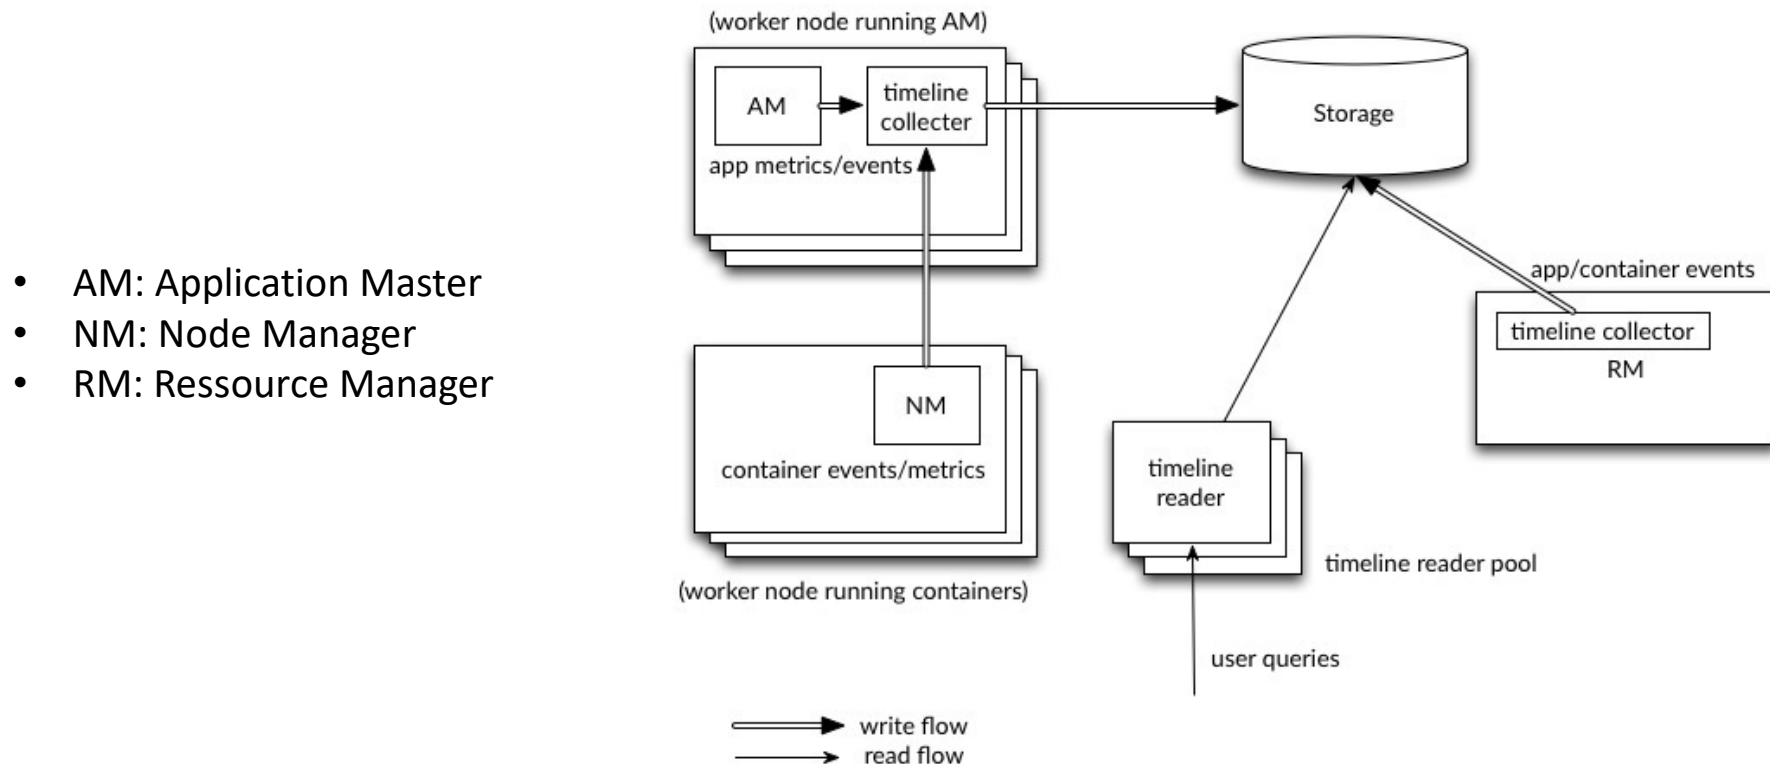 • AM: Application Master
• NM: Node Manager
• RM: Ressource Manager
(worker node running AM)
AM
timeline
collecter
app metrics/events
Storage
app/container events
timeline collector
RM
NM
container events/metrics
(worker node running containers)
timeline
reader
timeline reader pool
user queries
write flow
read flow